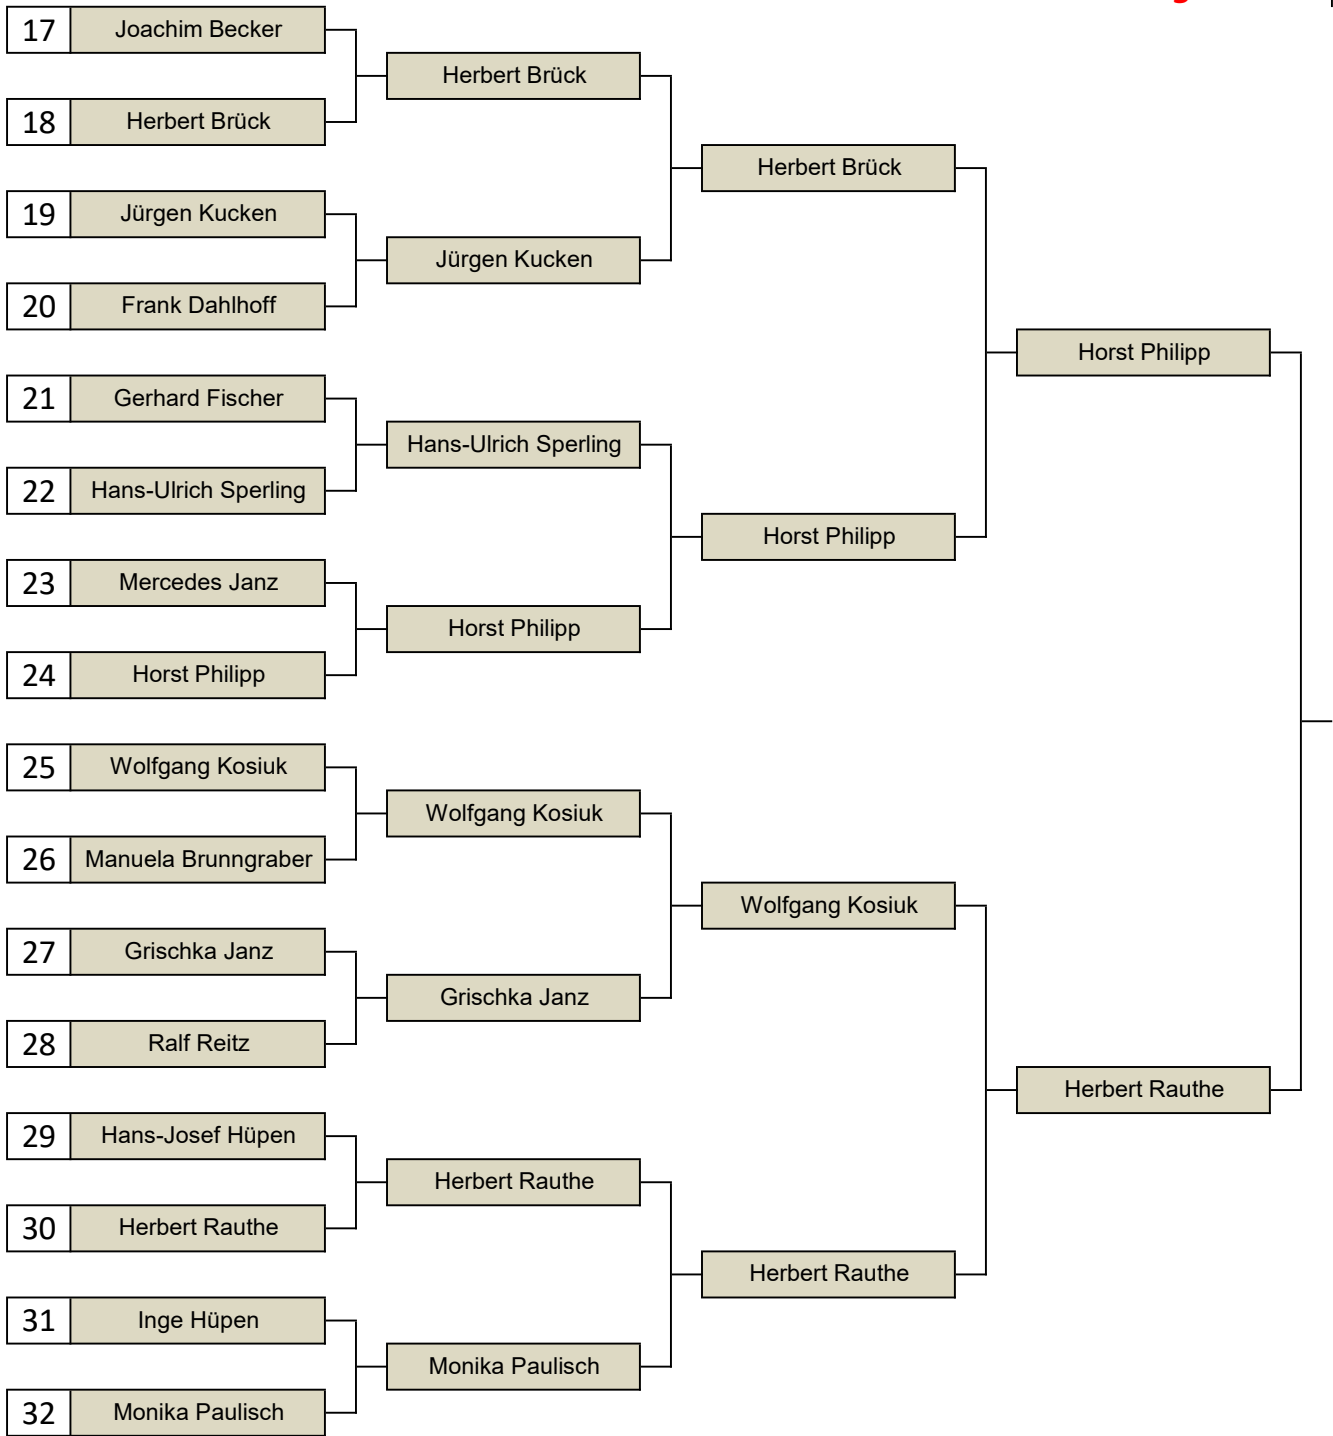 17 Joachim Becker
Herbert Brück
18 Herbert Brück
Herbert Brück
19 Jürgen Kucken
Jürgen Kucken
20 Frank Dahlhoff
Horst Philipp
21 Gerhard Fischer
Hans-Ulrich Sperling
22 Hans-Ulrich Sperling
Horst Philipp
23 Mercedes Janz
Horst Philipp
24 Horst Philipp
25 Wolfgang Kosiuk
Wolfgang Kosiuk
26 Manuela Brunngraber
Wolfgang Kosiuk
27 Grischka Janz
Grischka Janz
28 Ralf Reitz
Herbert Rauthe
29 Hans-Josef Hüpen
Herbert Rauthe
30 Herbert Rauthe
Herbert Rauthe
31 Inge Hüpen
Monika Paulisch
32 Monika Paulisch